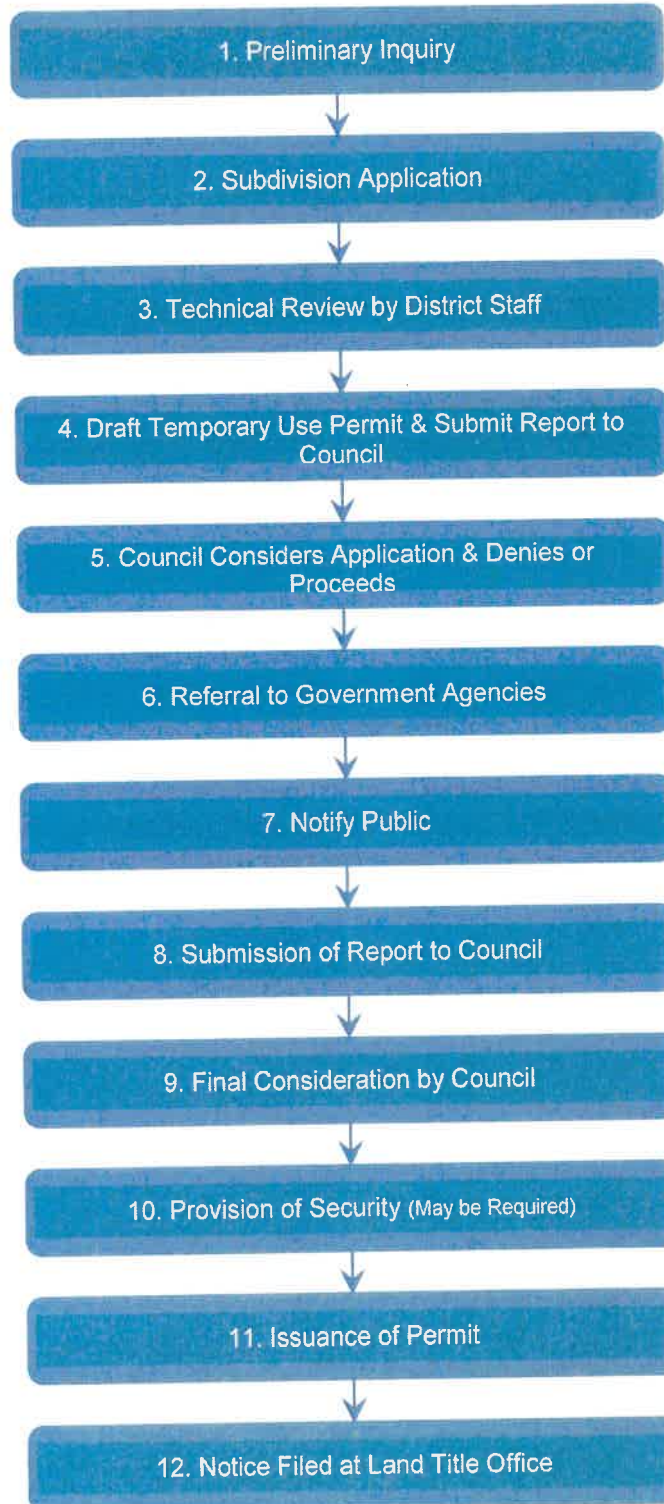 1. Preliminary Inquiry
2. Subdivision Application
3. Technical Review by District Staff
4. Draft Temporary Use Permit & Submit Report to
Council
5. Council Considers Application & Denies or
Proceeds
6. Referral to Government Agencies
7. Notify Public
8. Submission of Report to Council
9. Final Consideration by Council
10. Provision of Security (May be Required)
11. Issuance of Permit
12. Notice Filed at Land Title Office